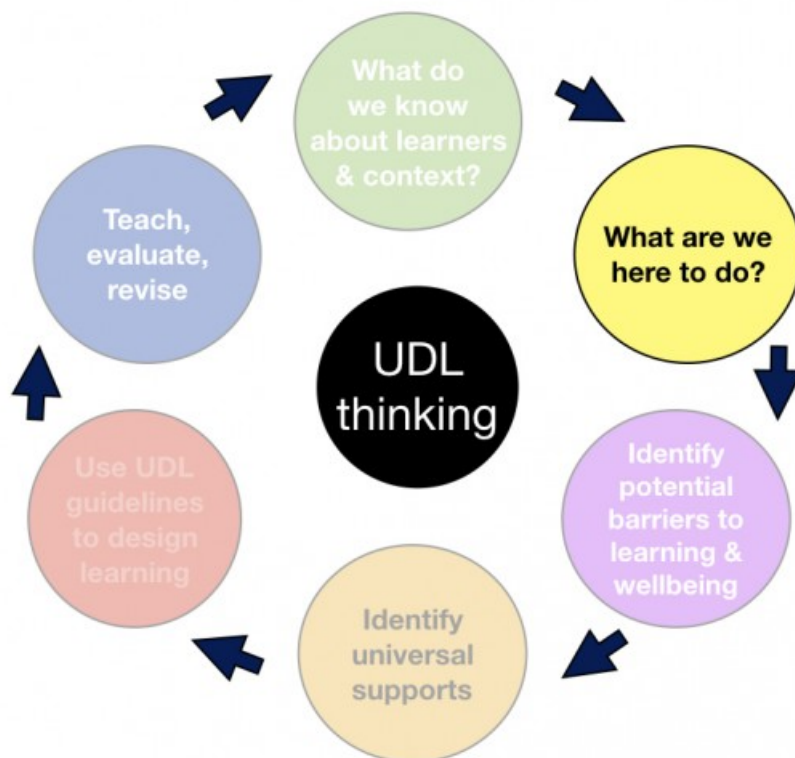 What do
we know
about learners
& context?
What are we
here to do?
Identify
potential
barriers to
learning &
wellbeing
Identify
universal
supports
Use UDL
guidelines
to design
learning
Teach,
evaluate,
revise
UDL
thinking